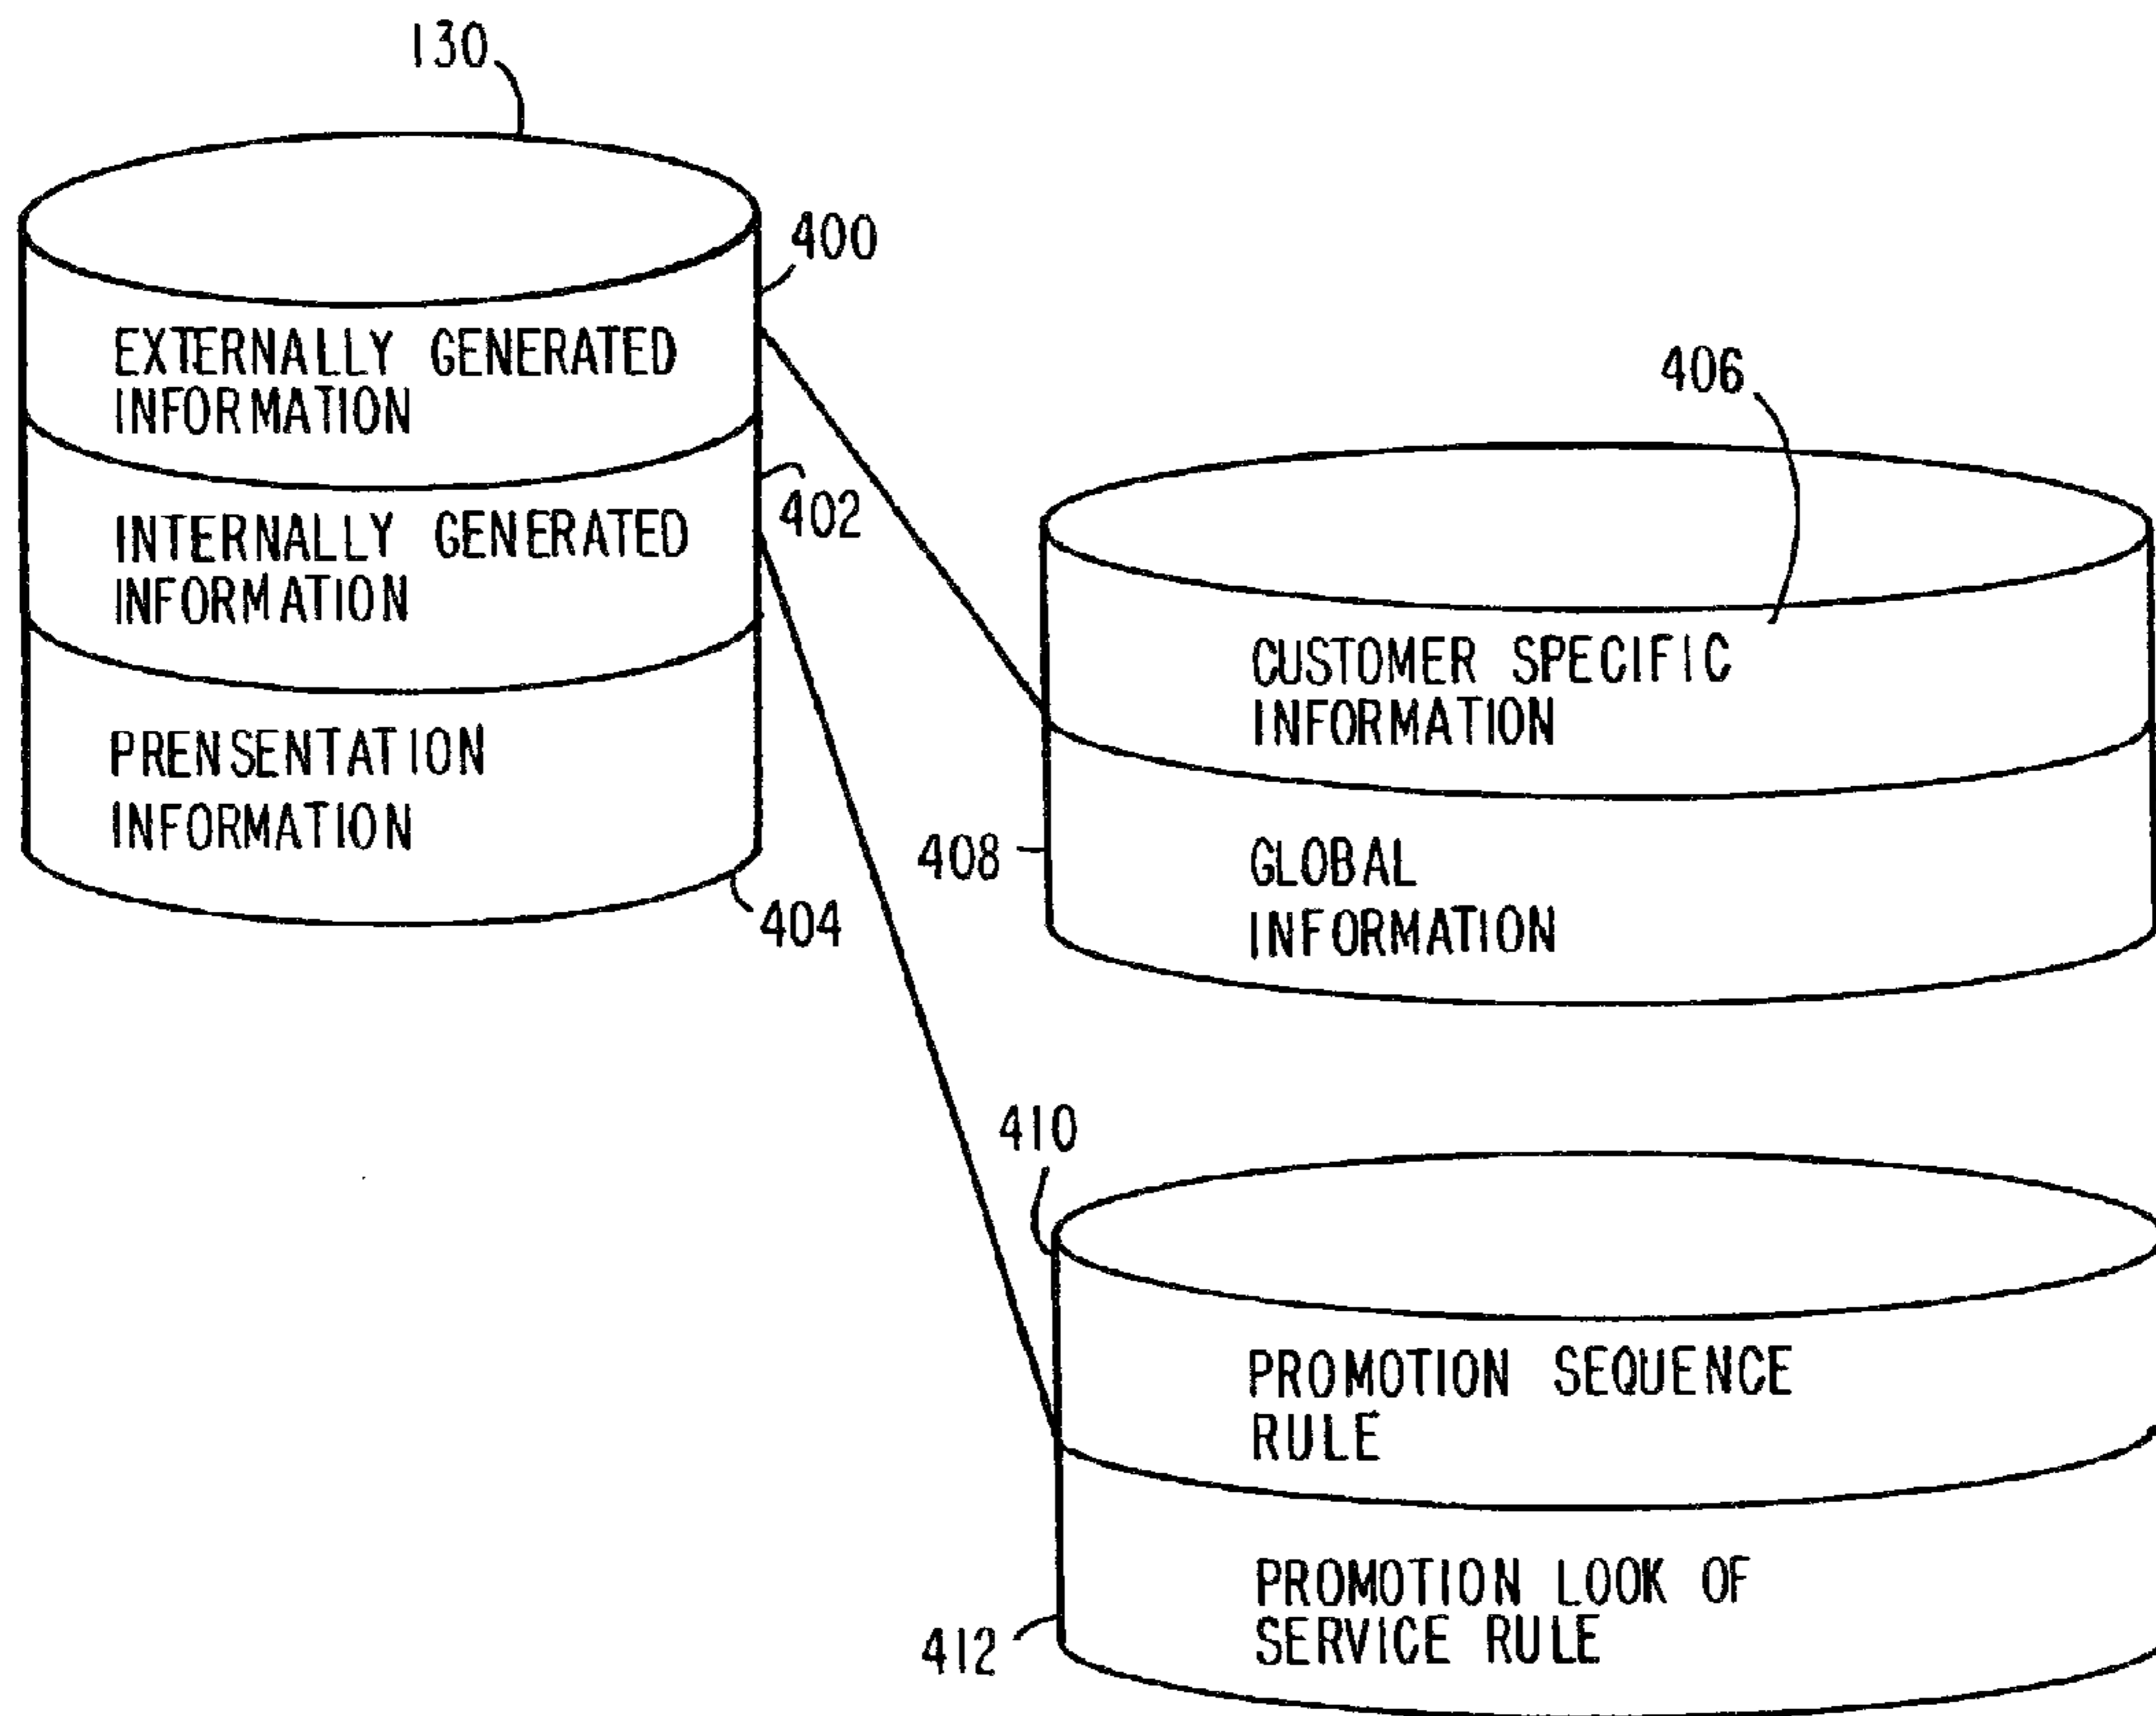 130
400
EXTERNALLY GENERATED
INFORMATION
402
INTERNALLY GENERATED
INFORMATION
PRENSENTATION
INFORMATION
404
406
CUSTOMER SPECIFIC
INFORMATION
408
GLOBAL
INFORMATION
410
PROMOTION SEQUENCE
RULE
PROMOTION LOOK OF
SERVICE RULE
412